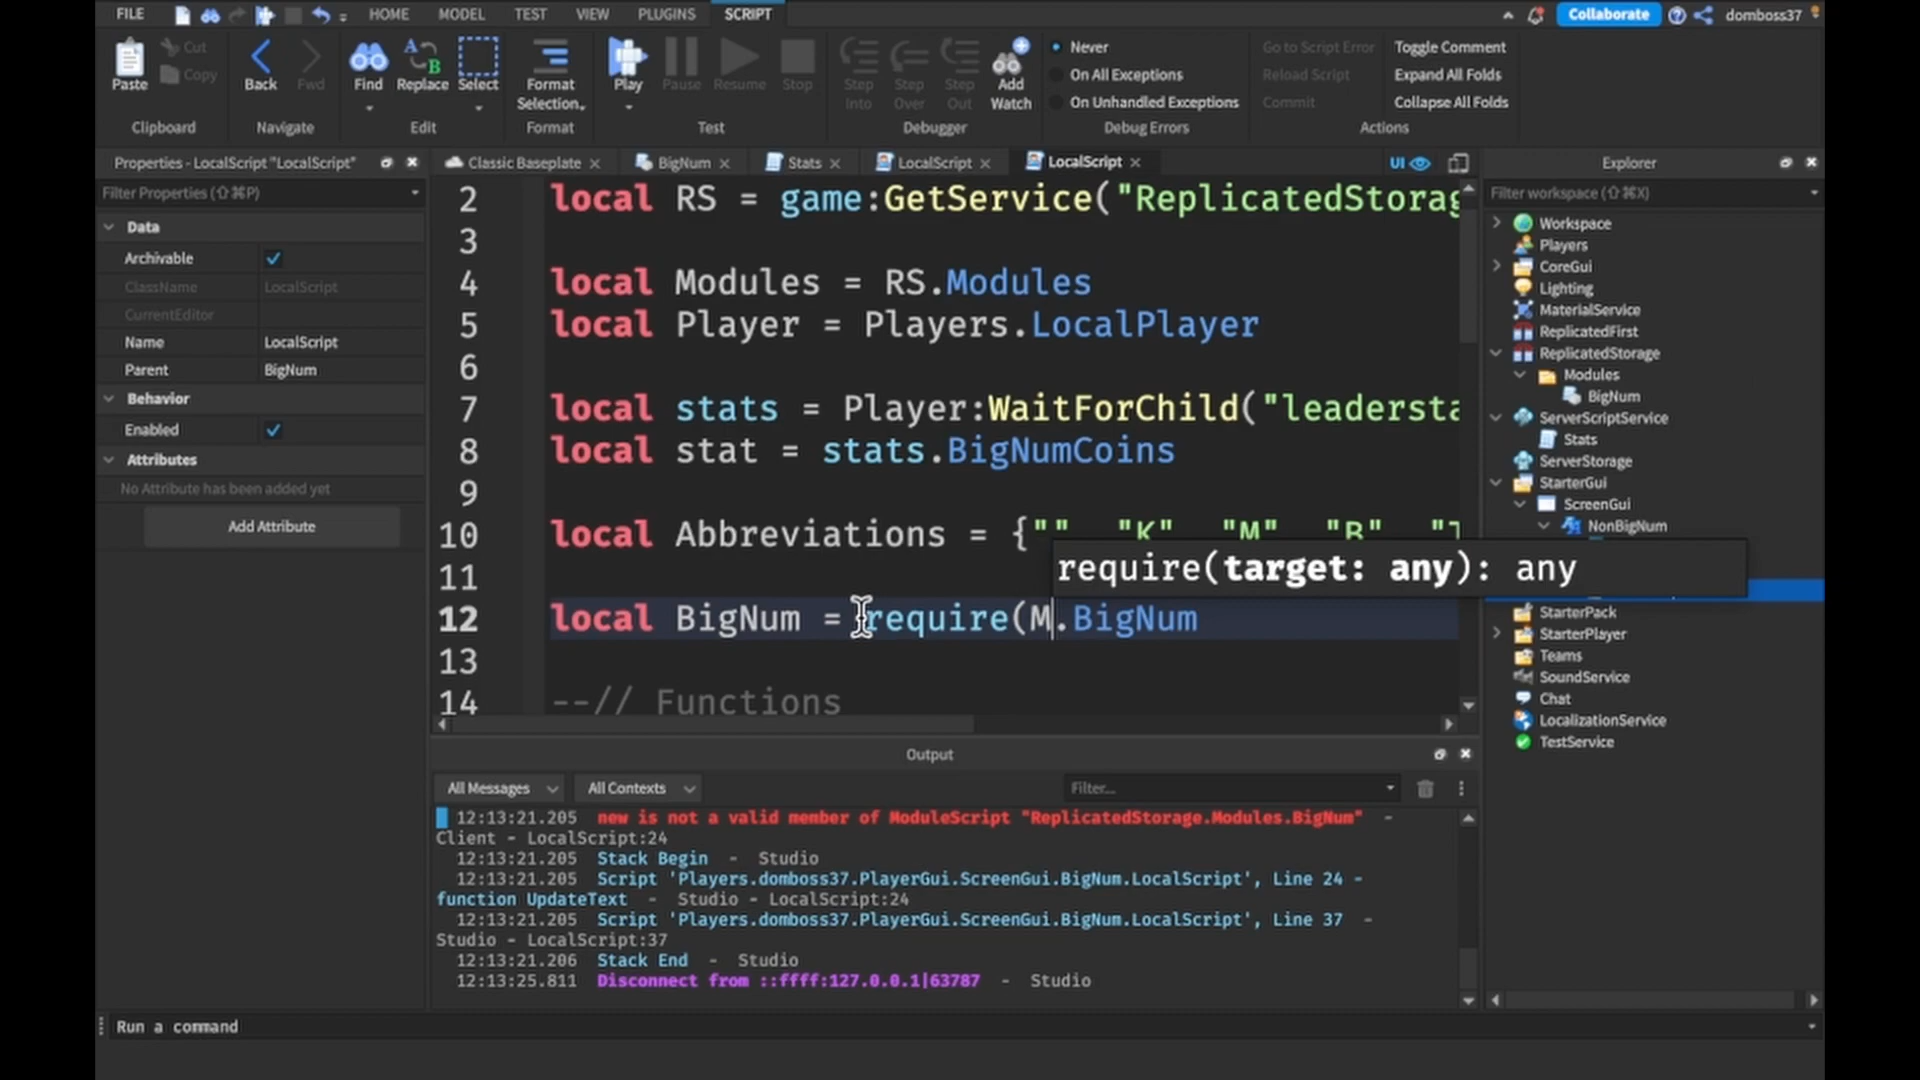 FILE
HOME
MODEL
TEST
VIEW
PLUGINS
SCRIPT
Collaborate
domboss37
Paste
Cut
Copy
Clipboard
Back
Fwd
Navigate
Find
Replace
Select
Edit
Format
Selection
Format
Play
Pause
Resume
Stop
Test
Step
Into
Step
Over
Step
Out
Add
Watch
Debugger
Never
On All Exceptions
On Unhandled Exceptions
Debug Errors
Go to Script Error
Reload Script
Commit
Toggle Comment
Expand All Folds
Collapse All Folds
Actions
Properties - LocalScript "LocalScript"
Filter Properties (⇧⌘P)
Data
Archivable
ClassName LocalScript
CurrentEditor
Name LocalScript
Parent BigNum
Behavior
Enabled
Attributes
No Attribute has been added yet
Add Attribute
Classic Baseplate
BigNum
Stats
LocalScript
LocalScript
UI
2 local RS = game:GetService("ReplicatedStorag
3
4 local Modules = RS.Modules
5 local Player = Players.LocalPlayer
6
7 local stats = Player:WaitForChild("leadersta
8 local stat = stats.BigNumCoins
9
10 local Abbreviations = {"" "K" "M" "B" "T
11
require(target: any): any
12 local BigNum = require(M.BigNum
13
14 --// Functions
Output
All Messages
All Contexts
Filter...
12:13:21.205 new is not a valid member of ModuleScript "ReplicatedStorage.Modules.BigNum" -
Client - LocalScript:24
12:13:21.205 Stack Begin - Studio
12:13:21.205 Script 'Players.domboss37.PlayerGui.ScreenGui.BigNum.LocalScript', Line 24 -
function UpdateText - Studio - LocalScript:24
12:13:21.205 Script 'Players.domboss37.PlayerGui.ScreenGui.BigNum.LocalScript', Line 37 -
Studio - LocalScript:37
12:13:21.206 Stack End - Studio
12:13:25.811 Disconnect from ::ffff:127.0.0.1|63787 - Studio
Explorer
Filter workspace (⇧⌘X)
Workspace
Players
CoreGui
Lighting
MaterialService
ReplicatedFirst
ReplicatedStorage
Modules
BigNum
ServerScriptService
Stats
ServerStorage
StarterGui
ScreenGui
NonBigNum
StarterPack
StarterPlayer
Teams
SoundService
Chat
LocalizationService
TestService
Run a command